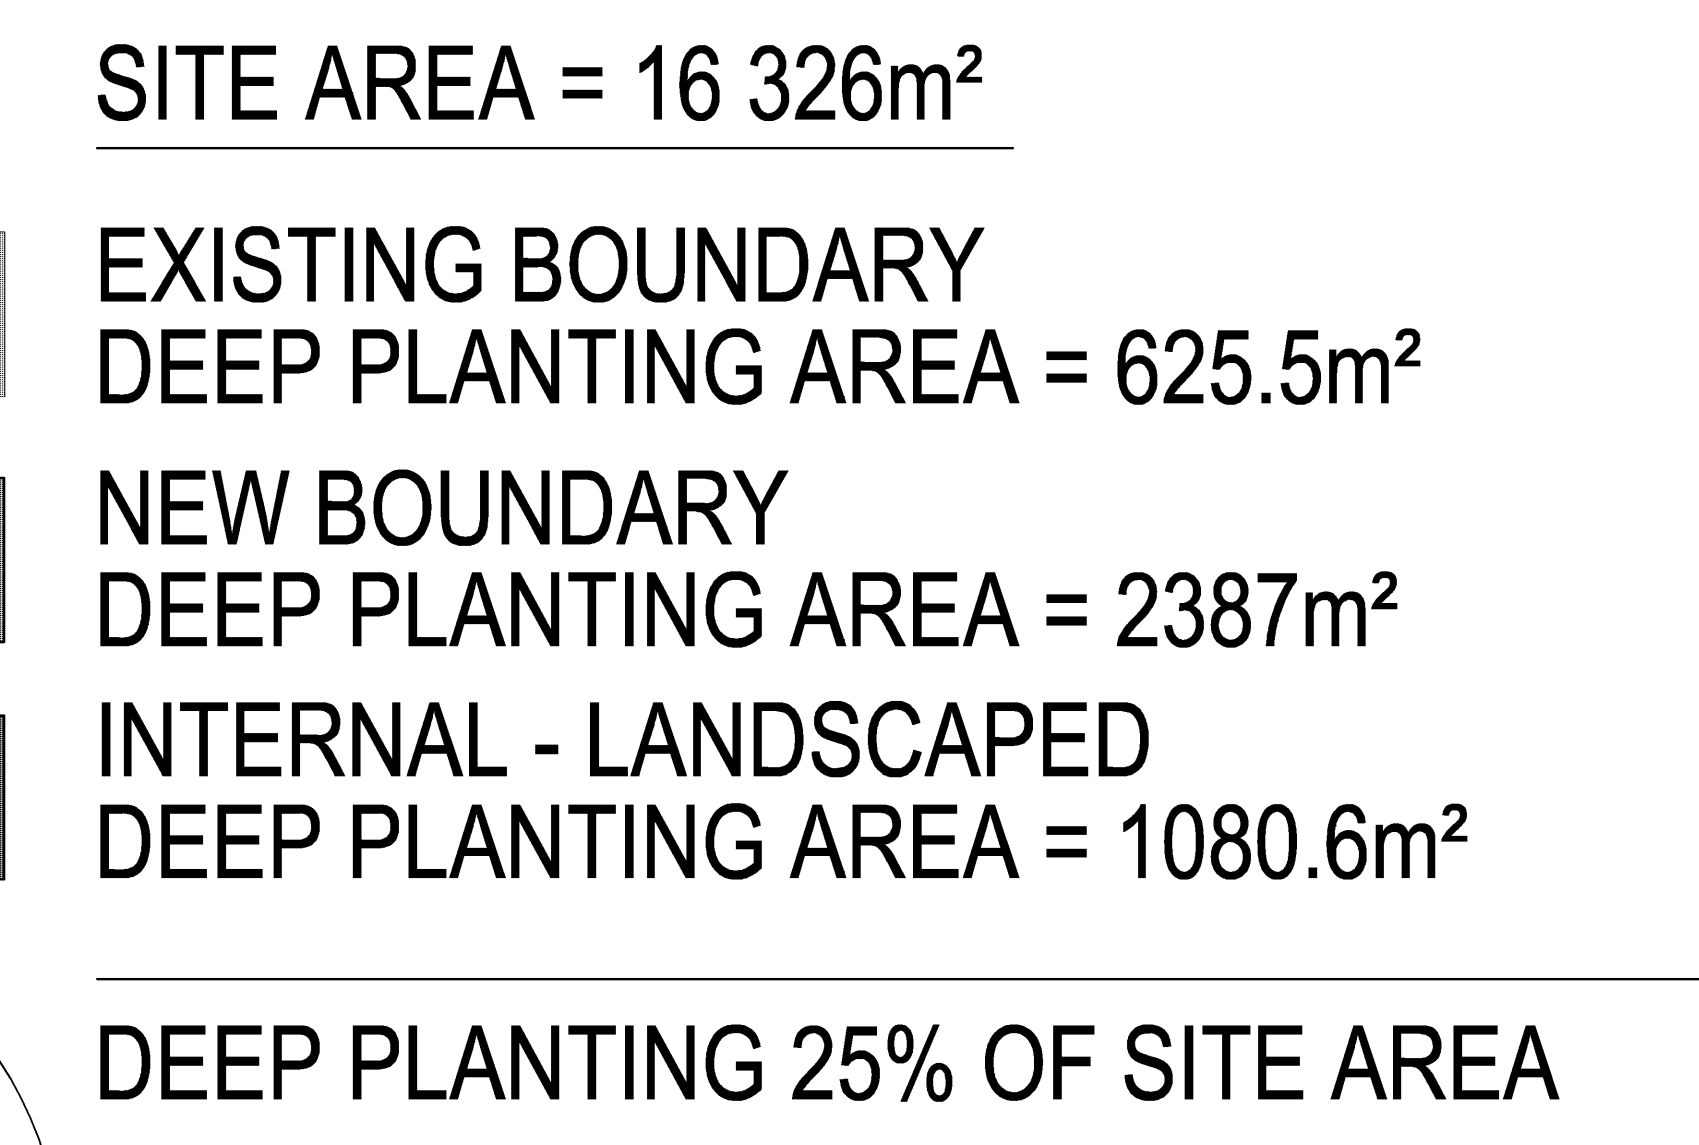 SITE AREA = 16 326m²
EXISTING BOUNDARY
DEEP PLANTING AREA = 625.5m²
NEW BOUNDARY
DEEP PLANTING AREA = 2387m²
INTERNAL - LANDSCAPED
DEEP PLANTING AREA = 1080.6m²
DEEP PLANTING 25% OF SITE AREA